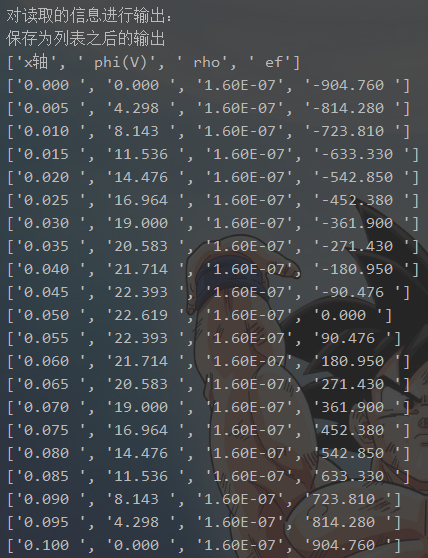 对读取的信息进行输出：
保存为列表之后的输出
['x轴', ' phi(V)', ' rho', ' ef']
['0.000 ', '0.000 ', '1.60E-07', '-904.760 ']
['0.005 ', '4.298 ', '1.60E-07', '-814.280 ']
['0.010 ', '8.143 ', '1.60E-07', '-723.810 ']
['0.015 ', '11.536 ', '1.60E-07', '-633.330 ']
['0.020 ', '14.476 ', '1.60E-07', '-542.850 ']
['0.025 ', '16.964 ', '1.60E-07', '-452.380 ']
['0.030 ', '19.000 ', '1.60E-07', '-361.900 ']
['0.035 ', '20.583 ', '1.60E-07', '-271.430 ']
['0.040 ', '21.714 ', '1.60E-07', '-180.950 ']
['0.045 ', '22.393 ', '1.60E-07', '-90.476 ']
['0.050 ', '22.619 ', '1.60E-07', '0.000 ']
['0.055 ', '22.393 ', '1.60E-07', '90.476 ']
['0.060 ', '21.714 ', '1.60E-07', '180.950 ']
['0.065 ', '20.583 ', '1.60E-07', '271.430 ']
['0.070 ', '19.000 ', '1.60E-07', '361.900 ']
['0.075 ', '16.964 ', '1.60E-07', '452.380 ']
['0.080 ', '14.476 ', '1.60E-07', '542.850 ']
['0.085 ', '11.536 ', '1.60E-07', '633.330 ']
['0.090 ', '8.143 ', '1.60E-07', '723.810 ']
['0.095 ', '4.298 ', '1.60E-07', '814.280 ']
['0.100 ', '0.000 ', '1.60E-07', '904.760 ']